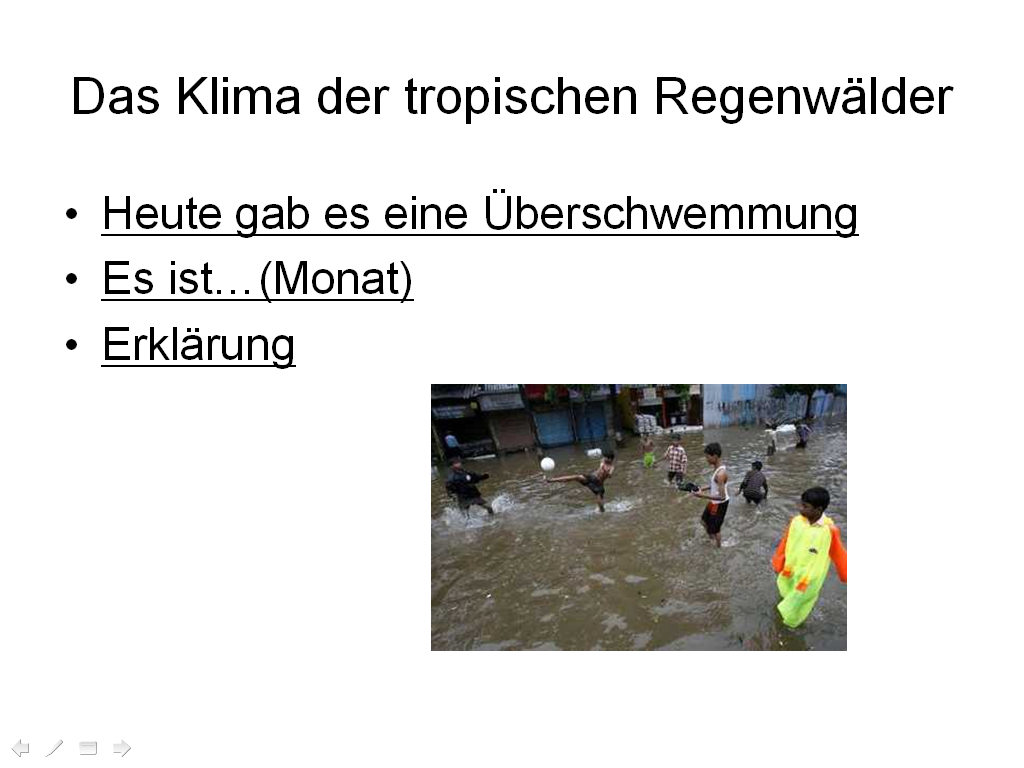 Das Klima der tropischen Regenwälder
• Heute gab es eine Überschwemmung
• Es ist…(Monat)
• Erklärung